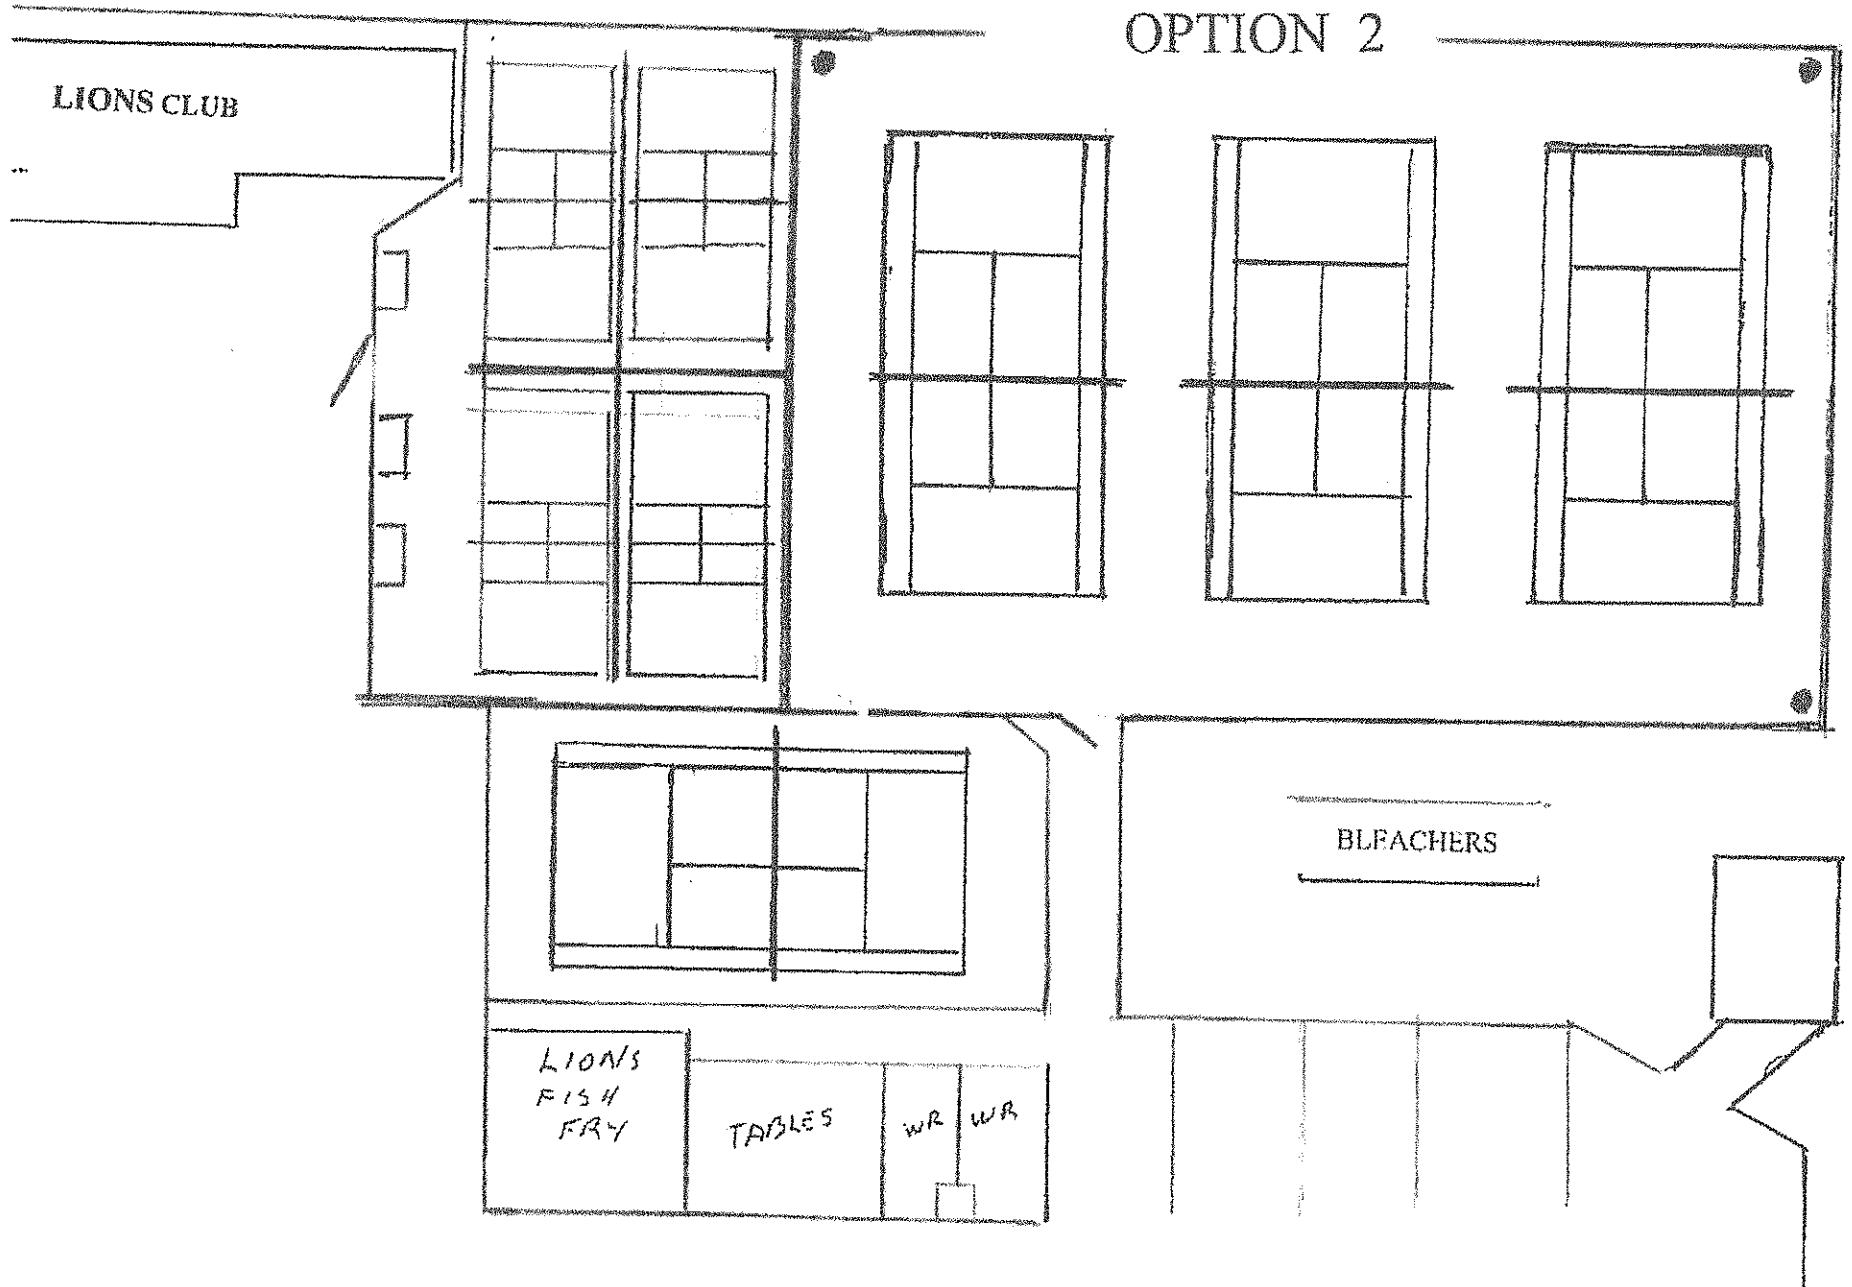 OPTION 2
LIONS CLUB
BLEACHERS
LIONS
FISH
FRY
TABLES
WR
WR